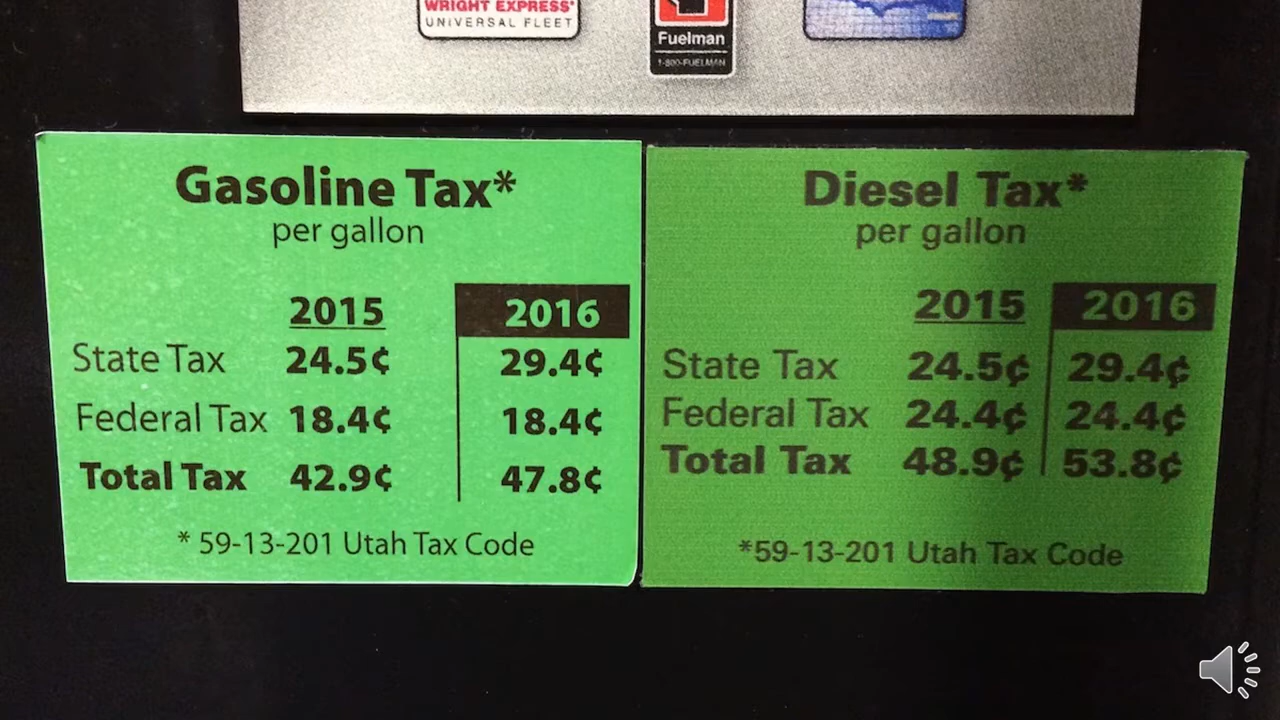 WRIGHT EXPRESS®
UNIVERSAL FLEET
Fuelman
1-800-FUELMAN
Gasoline Tax*
per gallon
2015 2016
State Tax 24.5¢ 29.4¢
Federal Tax 18.4¢ 18.4¢
Total Tax 42.9¢ 47.8¢
* 59-13-201 Utah Tax Code
Diesel Tax*
per gallon
2015 2016
State Tax 24.5¢ 29.4¢
Federal Tax 24.4¢ 24.4¢
Total Tax 48.9¢ 53.8¢
*59-13-201 Utah Tax Code